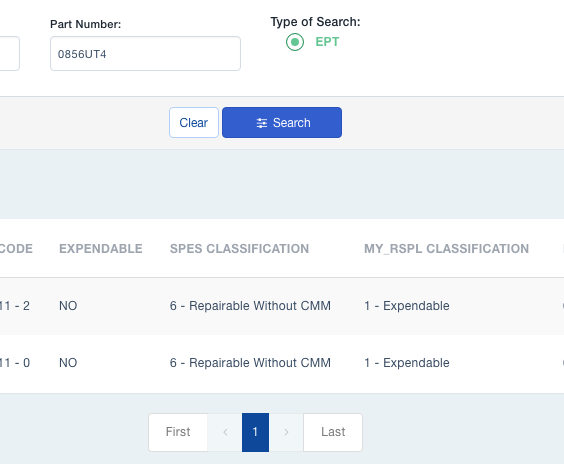 Part Number:
Type of Search:
0856UT4
EPT
Clear
Search
CODE EXPENDABLE SPES CLASSIFICATION MY_RSPL CLASSIFICATION
11 - 2 NO 6 - Repairable Without CMM 1 - Expendable
11 - 0 NO 6 - Repairable Without CMM 1 - Expendable
First ‹ 1 › Last